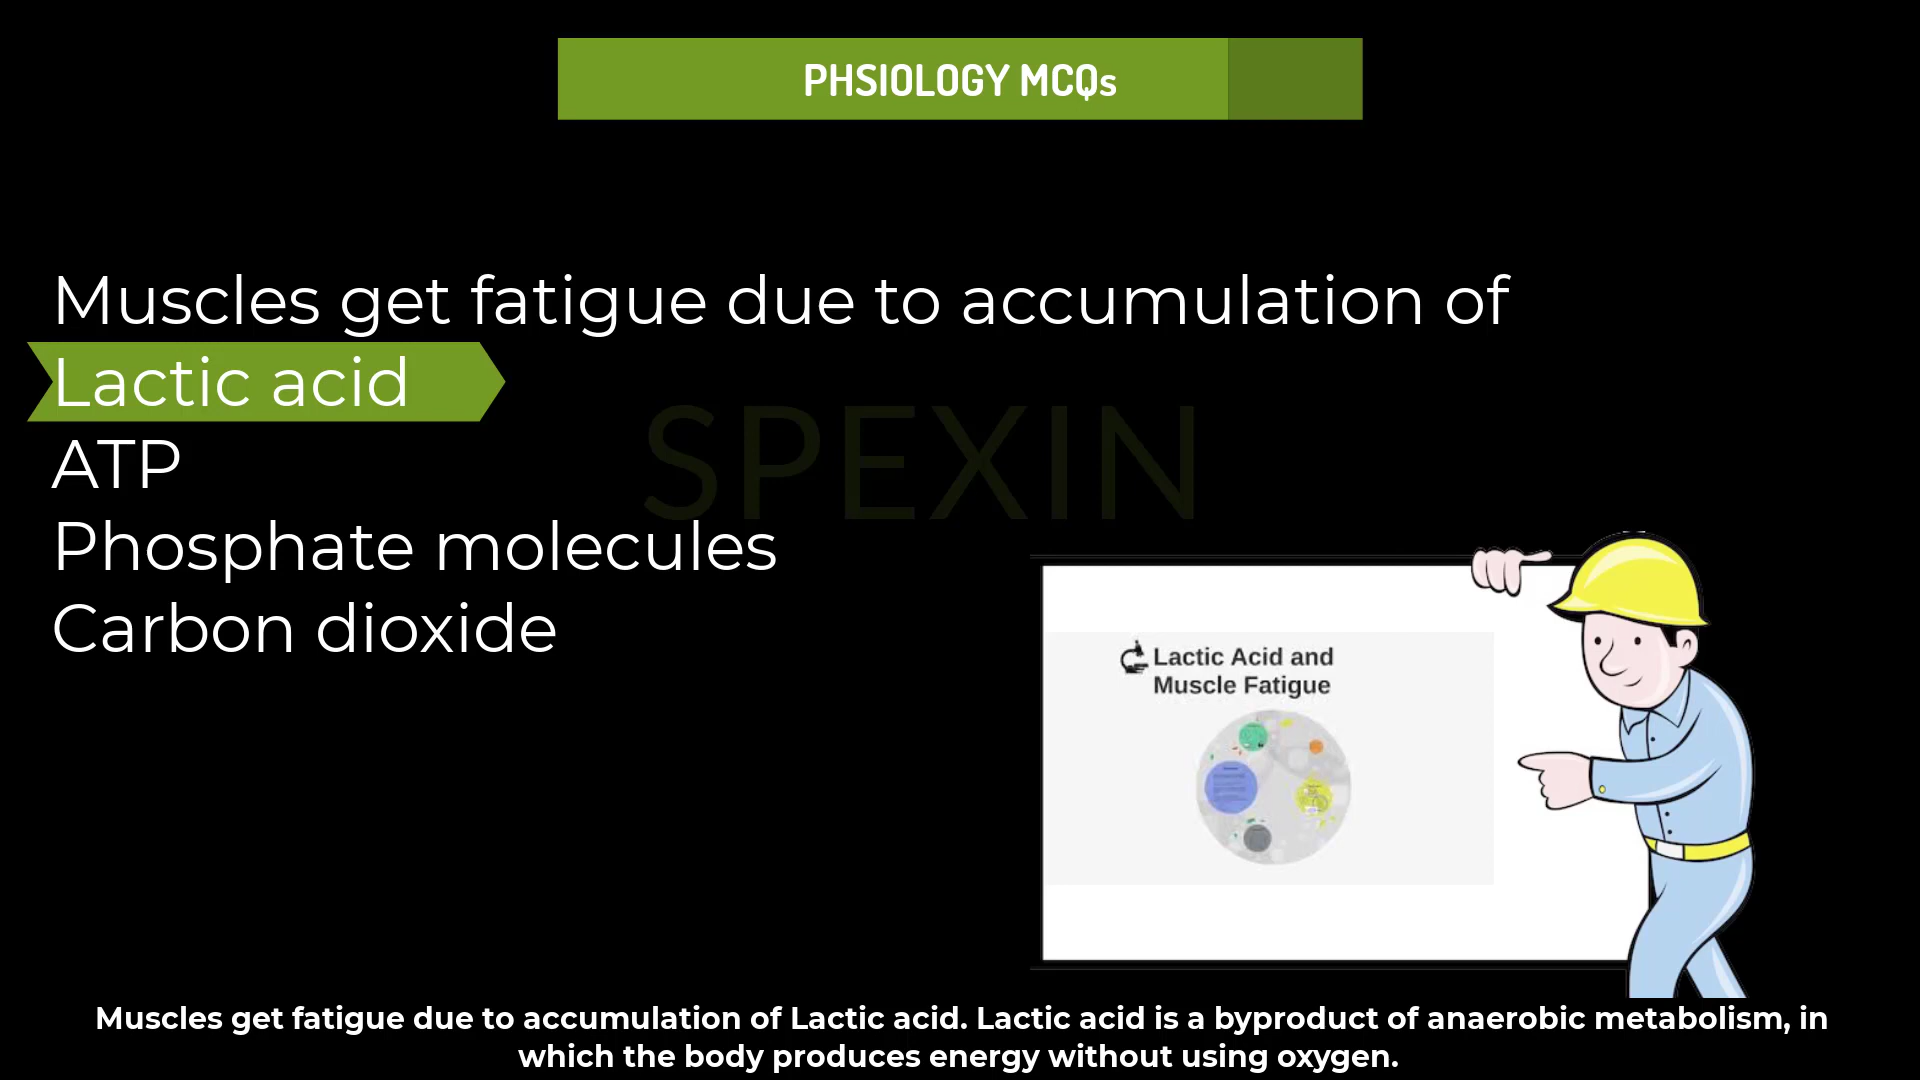 PHSIOLOGY MCQs
Muscles get fatigue due to accumulation of
Lactic acid
ATP
Phosphate molecules
Carbon dioxide
SPEXIN
Lactic Acid and
Muscle Fatigue
Muscles get fatigue due to accumulation of Lactic acid. Lactic acid is a byproduct of anaerobic metabolism, in
which the body produces energy without using oxygen.